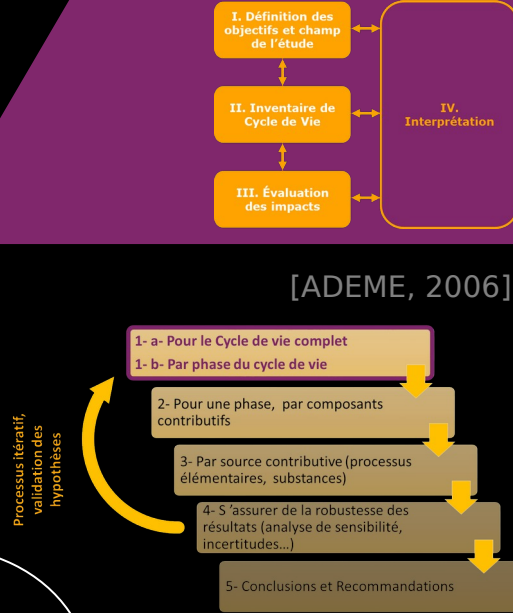 I. Définition des
objectifs et champ
de l'étude
II. Inventaire de
Cycle de Vie
III. Évaluation
des impacts
IV.
Interprétation
[ADEME, 2006]
1- a- Pour le Cycle de vie complet
1- b- Par phase du cycle de vie
2- Pour une phase, par composants
contributifs
3- Par source contributive (processus
élémentaires, substances)
4- S 'assurer de la robustesse des
résultats (analyse de sensibilité,
incertitudes...)
5- Conclusions et Recommandations
Processus itératif,
validation des
hypothèses